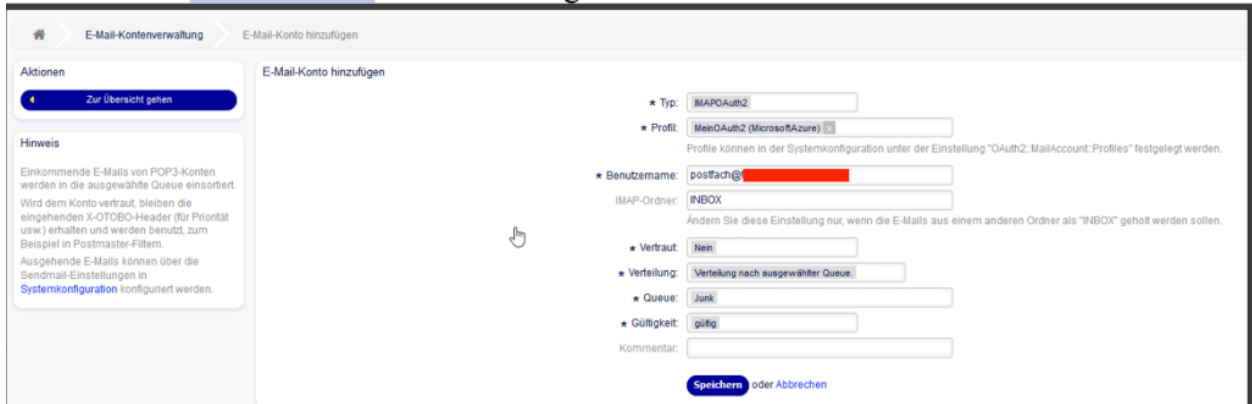 E-Mail-Kontenverwaltung E-Mail-Konto hinzufügen
Aktionen
Zur Übersicht gehen
Hinweis
Einkommende E-Mails von POP3-Konten
werden in die ausgewählte Queue einsortiert.
Wird dem Konto vertraut, bleiben die
eingehenden X-OTOBO-Header (für Priorität
usw.) erhalten und werden benutzt, zum
Beispiel in Postmaster-Filtern.
Ausgehende E-Mails können über die
Sendmail-Einstellungen in
Systemkonfiguration konfiguriert werden.
E-Mail-Konto hinzufügen
★ Typ: IMAPOAuth2
★ Profil: MeinOAuth2 (MicrosoftAzure) x
Profile können in der Systemkonfiguration unter der Einstellung "OAuth2::MailAccount::Profiles" festgelegt werden.
★ Benutzername: postfach@
IMAP-Ordner: INBOX
Ändern Sie diese Einstellung nur, wenn die E-Mails aus einem anderen Ordner als "INBOX" geholt werden sollen.
★ Vertraut: Nein
★ Verteilung: Verteilung nach ausgewählter Queue.
★ Queue: Junk
★ Gültigkeit: gültig
Kommentar:
Speichern oder Abbrechen